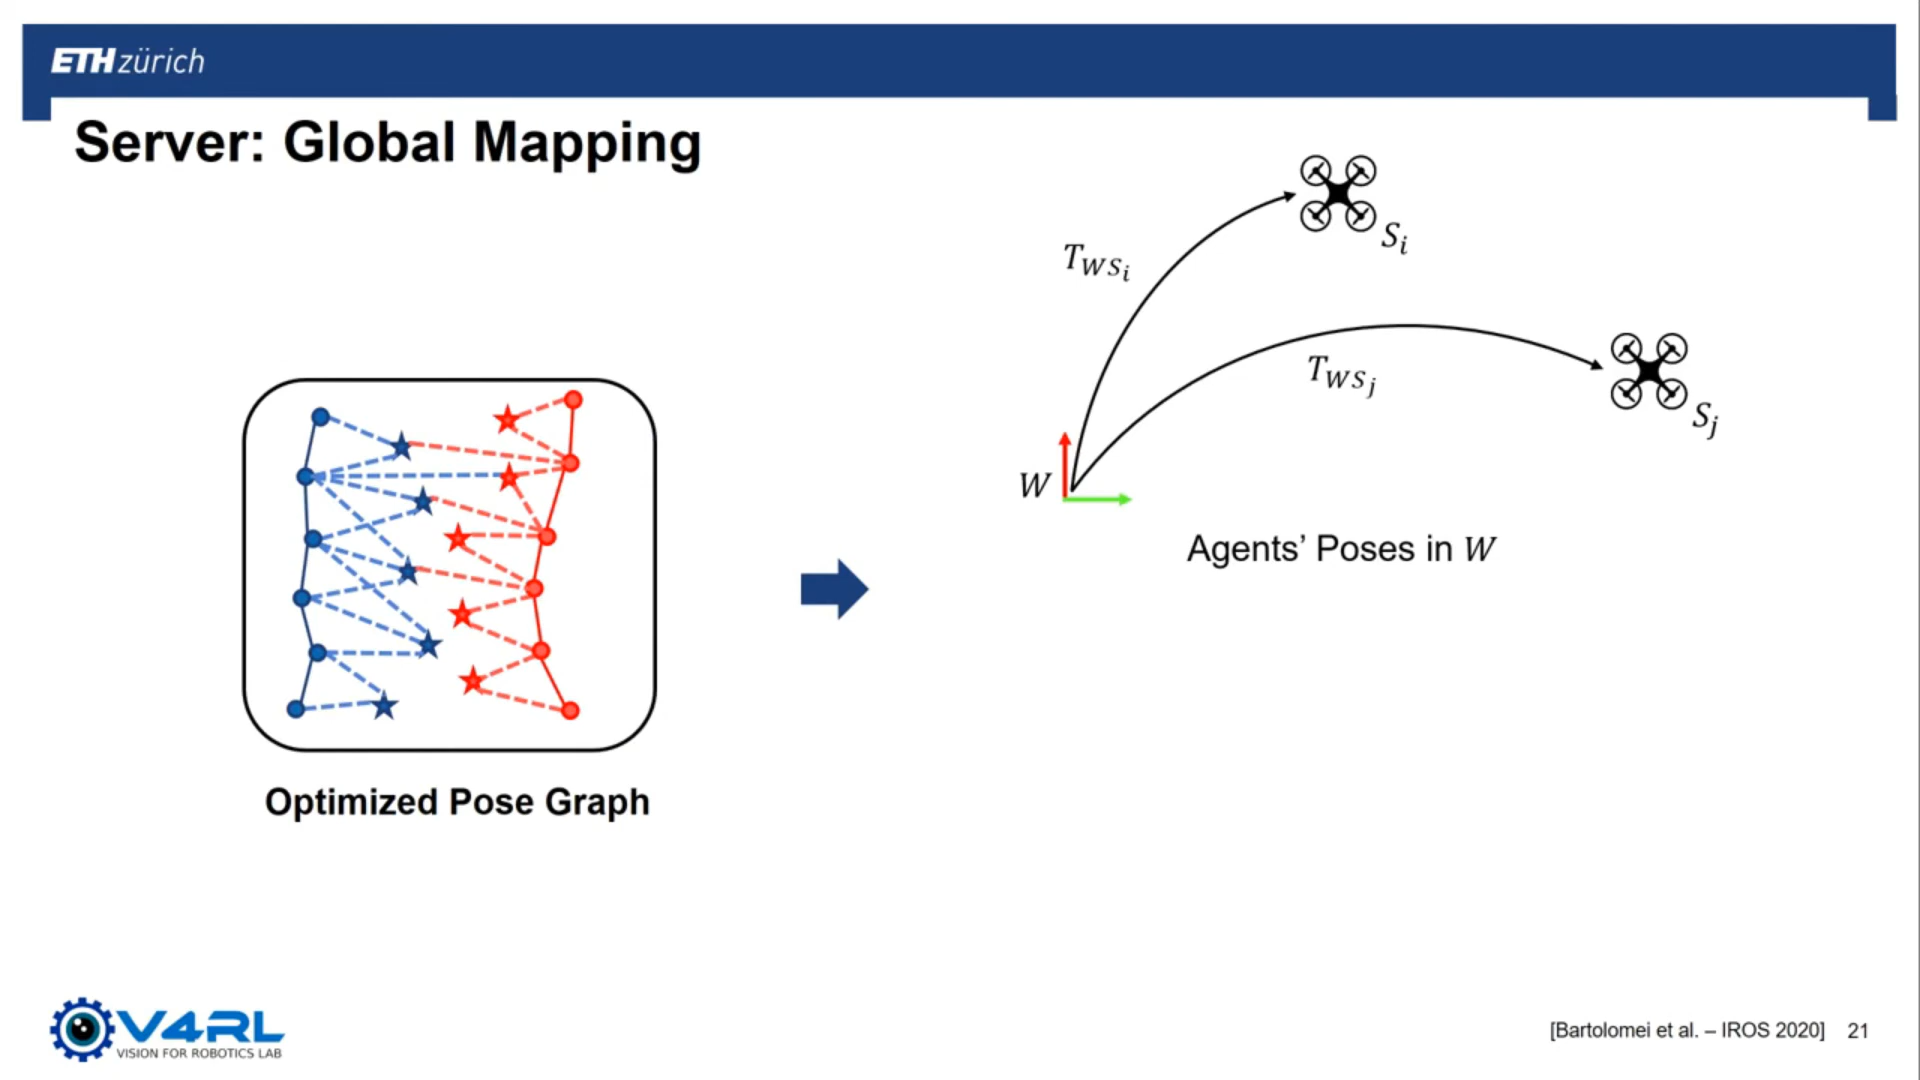 ETH zürich
Server: Global Mapping
S_i
T_{WS_i}
T_{WS_j}
S_j
W
Agents’ Poses in W
Optimized Pose Graph
V4RL
VISION FOR ROBOTICS LAB
[Bartolomei et al. – IROS 2020] 21